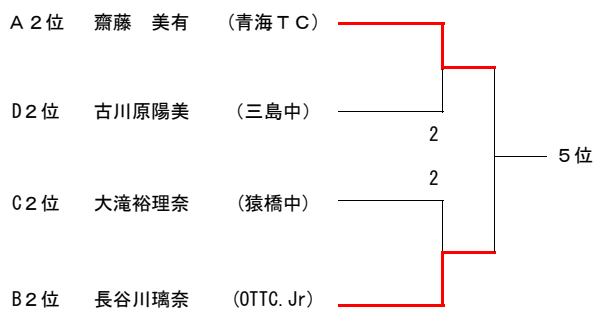 A２位　齋藤　美有　（青海ＴＣ）
D２位　古川原陽美　（三島中）
2
５位
2
C２位　大滝裕理奈　（猿橋中）
B２位　長谷川璃奈　（OTTC.Jr）